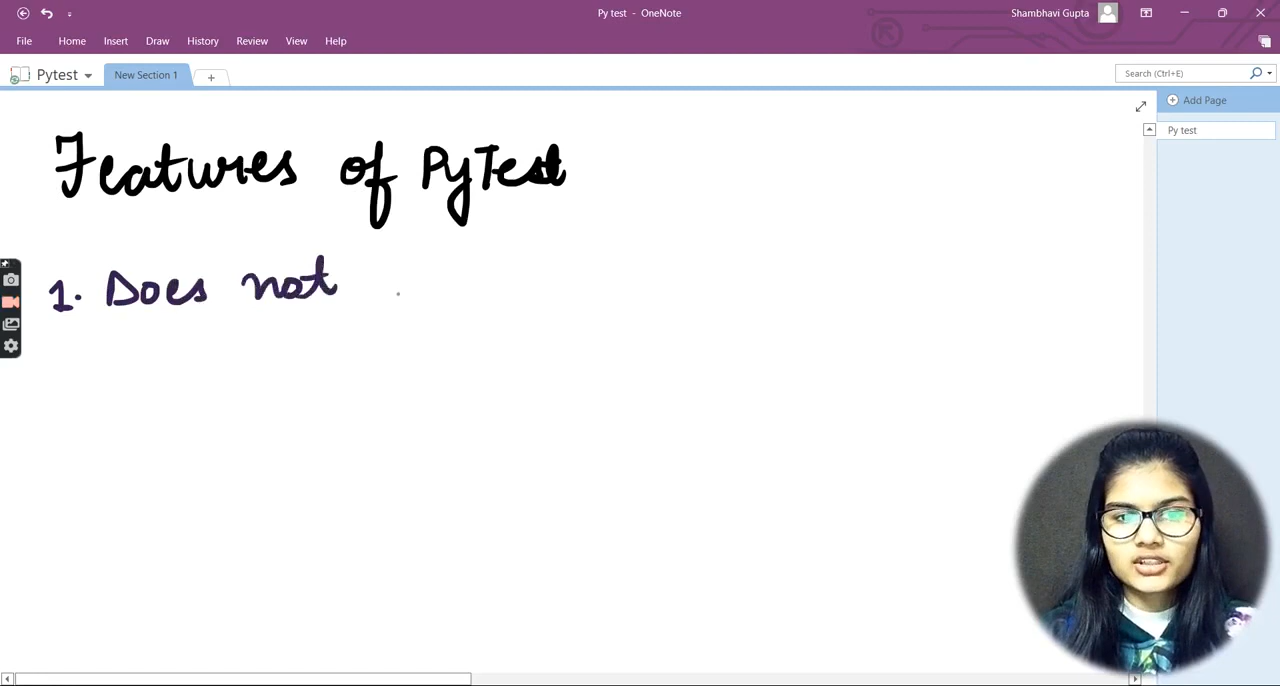 Py test - OneNote
Shambhavi Gupta
File Home Insert Draw History Review View Help
Pytest
New Section 1
+
Search (Ctrl+E)
Add Page
Py test
Features of PyTest
1. Does not